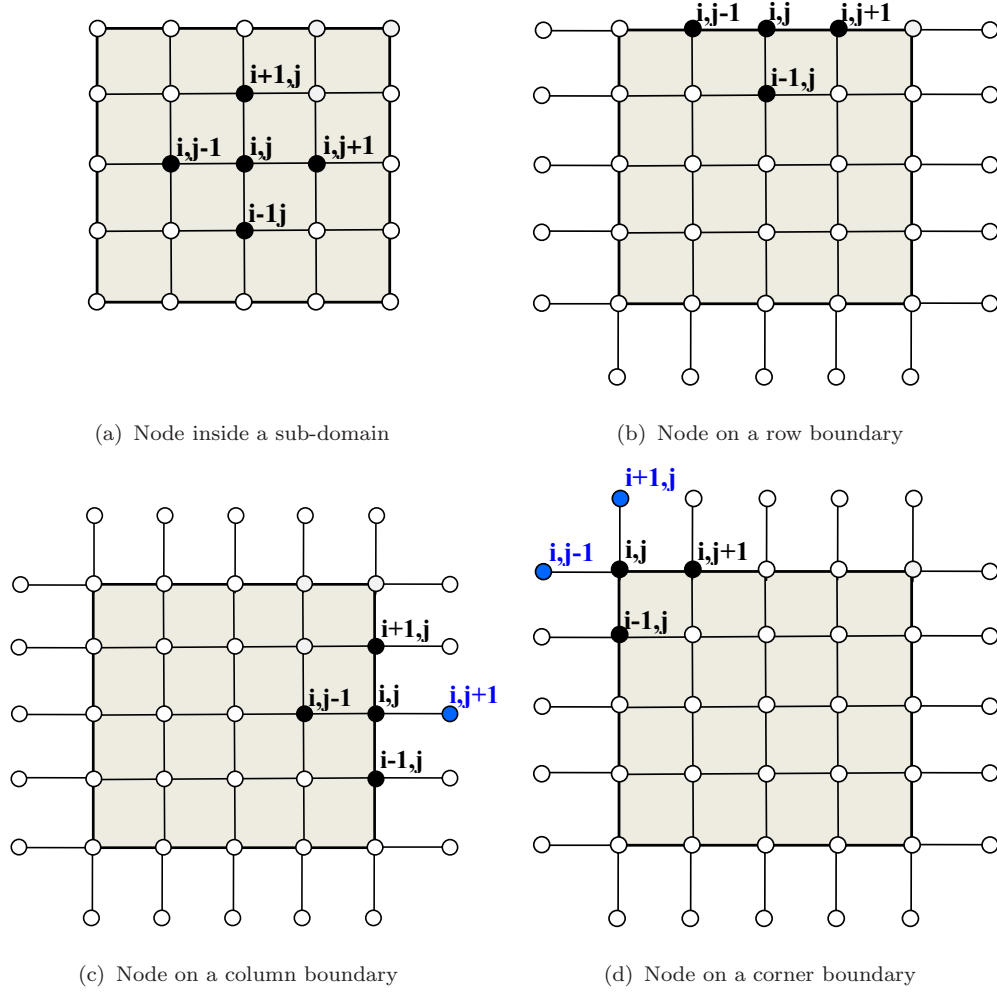 i+1,j
i,j-1 i,j i,j+1
i-1j
(a) Node inside a sub-domain
i,j-1 i,j i,j+1
i-1,j
(b) Node on a row boundary
i+1,j
i,j-1 i,j i,j+1
i-1,j
(c) Node on a column boundary
i+1,j
i,j-1 i,j i,j+1
i-1,j
(d) Node on a corner boundary